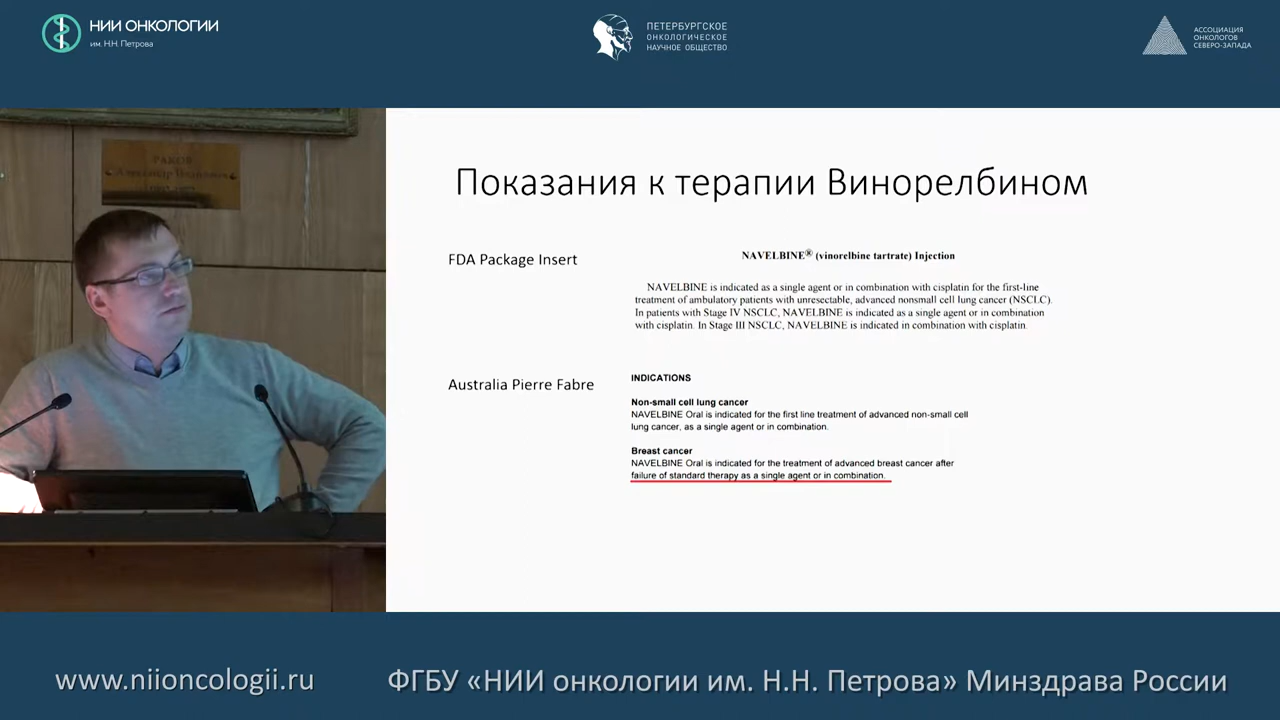 НИИ ОНКОЛОГИИ
им. Н.Н. Петрова
ПЕТЕРБУРГСКОЕ
ОНКОЛОГИЧЕСКОЕ
НАУЧНОЕ ОБЩЕСТВО
АССОЦИАЦИЯ
ОНКОЛОГОВ
СЕВЕРО-ЗАПАДА
РАКОВ
Александр
Показания к терапии Винорелбином
FDA Package Insert
NAVELBINE® (vinorelbine tartrate) Injection
NAVELBINE is indicated as a single agent or in combination with cisplatin for the first-line
treatment of ambulatory patients with unresectable, advanced nonsmall cell lung cancer (NSCLC).
In patients with Stage IV NSCLC, NAVELBINE is indicated as a single agent or in combination
with cisplatin. In Stage III NSCLC, NAVELBINE is indicated in combination with cisplatin.
Australia Pierre Fabre
INDICATIONS
Non-small cell lung cancer
NAVELBINE Oral is indicated for the first line treatment of advanced non-small cell
lung cancer, as a single agent or in combination.
Breast cancer
NAVELBINE Oral is indicated for the treatment of advanced breast cancer after
failure of standard therapy as a single agent or in combination.
www.niioncologii.ru
ФГБУ «НИИ онкологии им. Н.Н. Петрова» Минздрава России